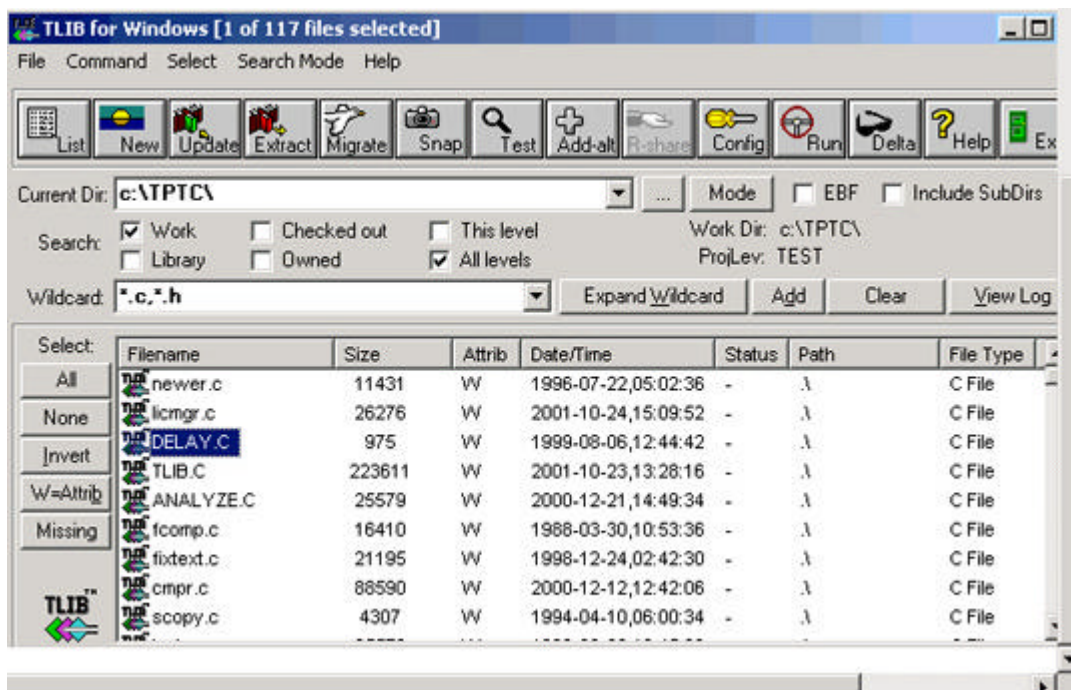 TLIB for Windows [1 of 117 files selected]
File Command Select Search Mode Help
List New Update Extract Migrate Snap Test Add-alt R-share Config Run Delta Help Ex
Current Dir: c:\TPTC\ ... Mode EBF Include SubDirs
Search: Work Checked out This level Work Dir: c:\TPTC\
Library Owned All levels ProjLev: TEST
Wildcard: *.c,*.h Expand Wildcard Add Clear View Log
Select: Filename Size Attrib Date/Time Status Path File Type
All newer.c 11431 W 1996-07-22,05:02:36 - .\ C File
None licmgr.c 26276 W 2001-10-24,15:09:52 - .\ C File
DELAY.C 975 W 1999-08-06,12:44:42 - .\ C File
Invert TLIB.C 223611 W 2001-10-23,13:28:16 - .\ C File
W=Attrib ANALYZE.C 25579 W 2000-12-21,14:49:34 - .\ C File
Missing fcomp.c 16410 W 1988-03-30,10:53:36 - .\ C File
fixtext.c 21195 W 1998-12-24,02:42:30 - .\ C File
cmpr.c 88590 W 2000-12-12,12:42:06 - .\ C File
TLIB™ scopy.c 4307 W 1994-04-10,06:00:34 - .\ C File